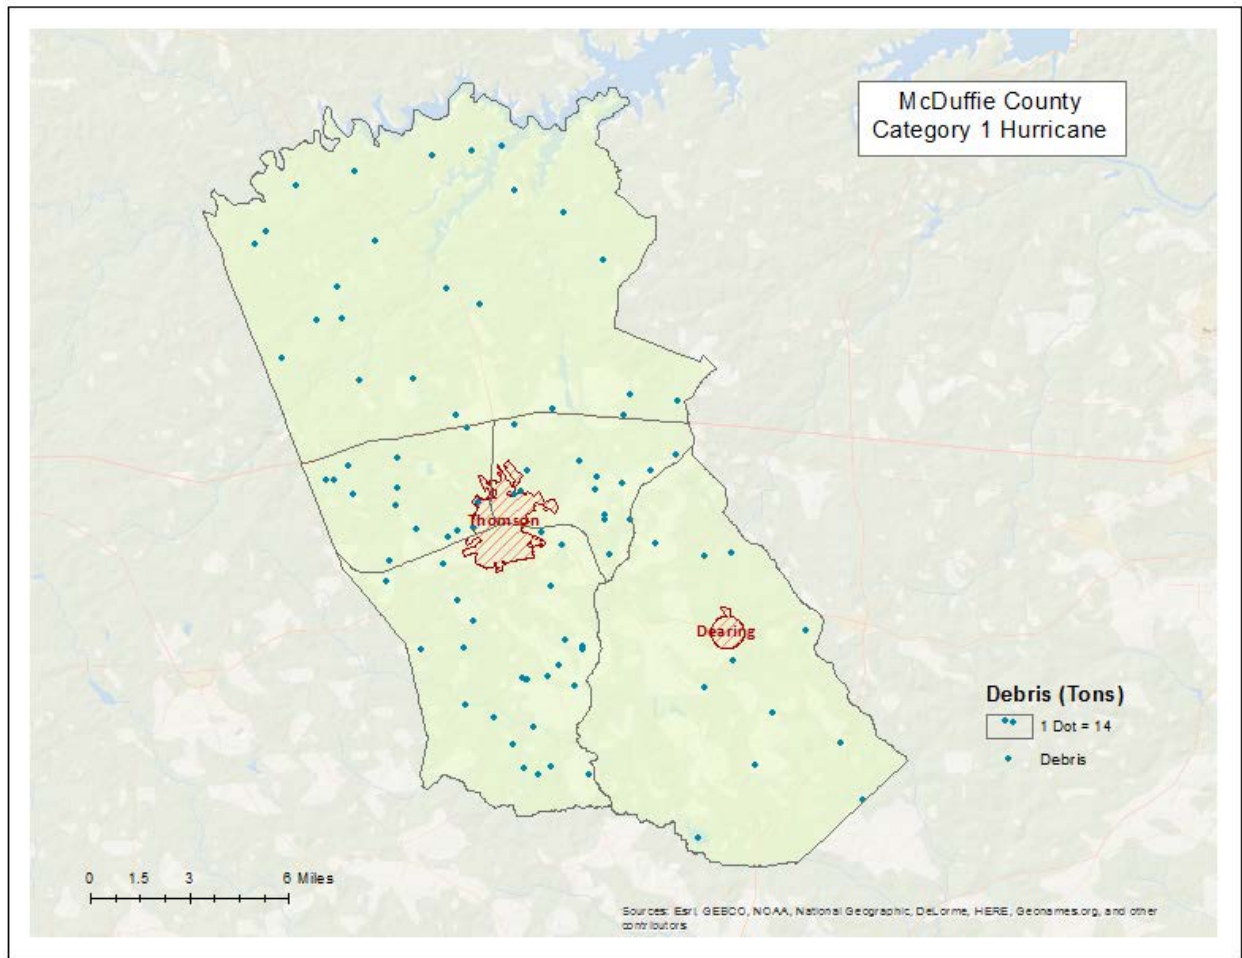 McDuffie County
Category 1 Hurricane
Thomson
Dearing
Debris (Tons)
1 Dot = 14
Debris
0 1.5 3 6 Miles
Sources: Esri, GEBCO, NOAA, National Geographic, DeLorme, HERE, Geonames.org, and other
contributors